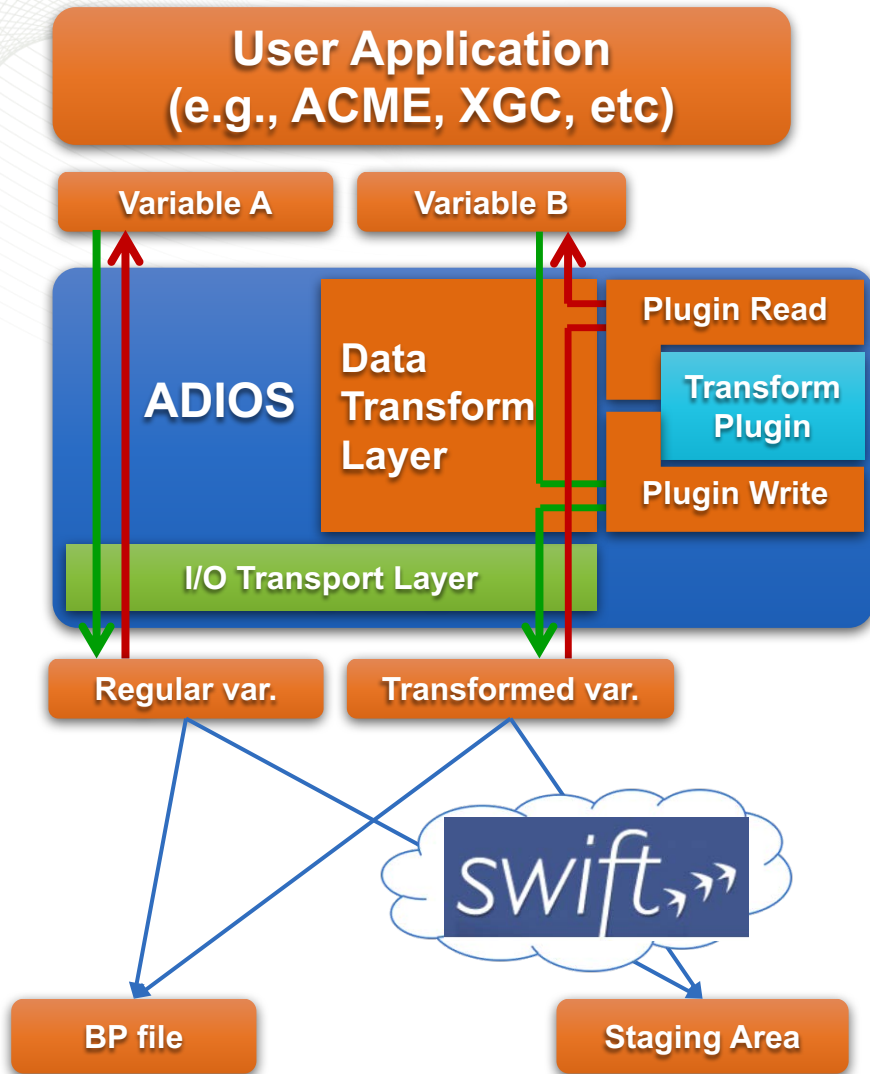 User Application
(e.g., ACME, XGC, etc)
Variable A
Variable B
ADIOS
Data
Transform
Layer
Plugin Read
Transform
Plugin
Plugin Write
I/O Transport Layer
Regular var.
Transformed var.
swift
BP file
Staging Area